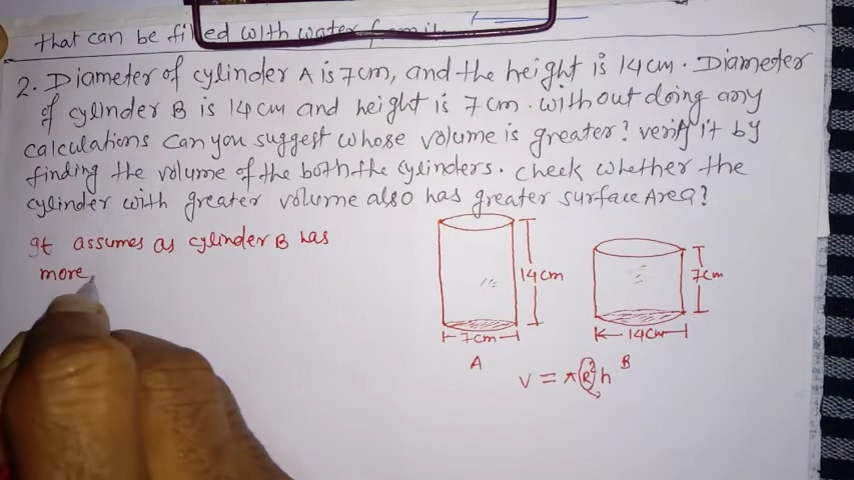 that can be filled with water from it.
2. Diameter of cylinder A is 7cm, and the height is 14cm. Diameter
of cylinder B is 14cm and height is 7cm. without doing any
calculations can you suggest whose volume is greater? verify it by
finding the volume of the both the cylinders. check whether the
cylinder with greater volume also has greater surface Area?
It assumes as cylinder B has
more
14cm
7cm
7cm
14cm
A
B
V = πR²h